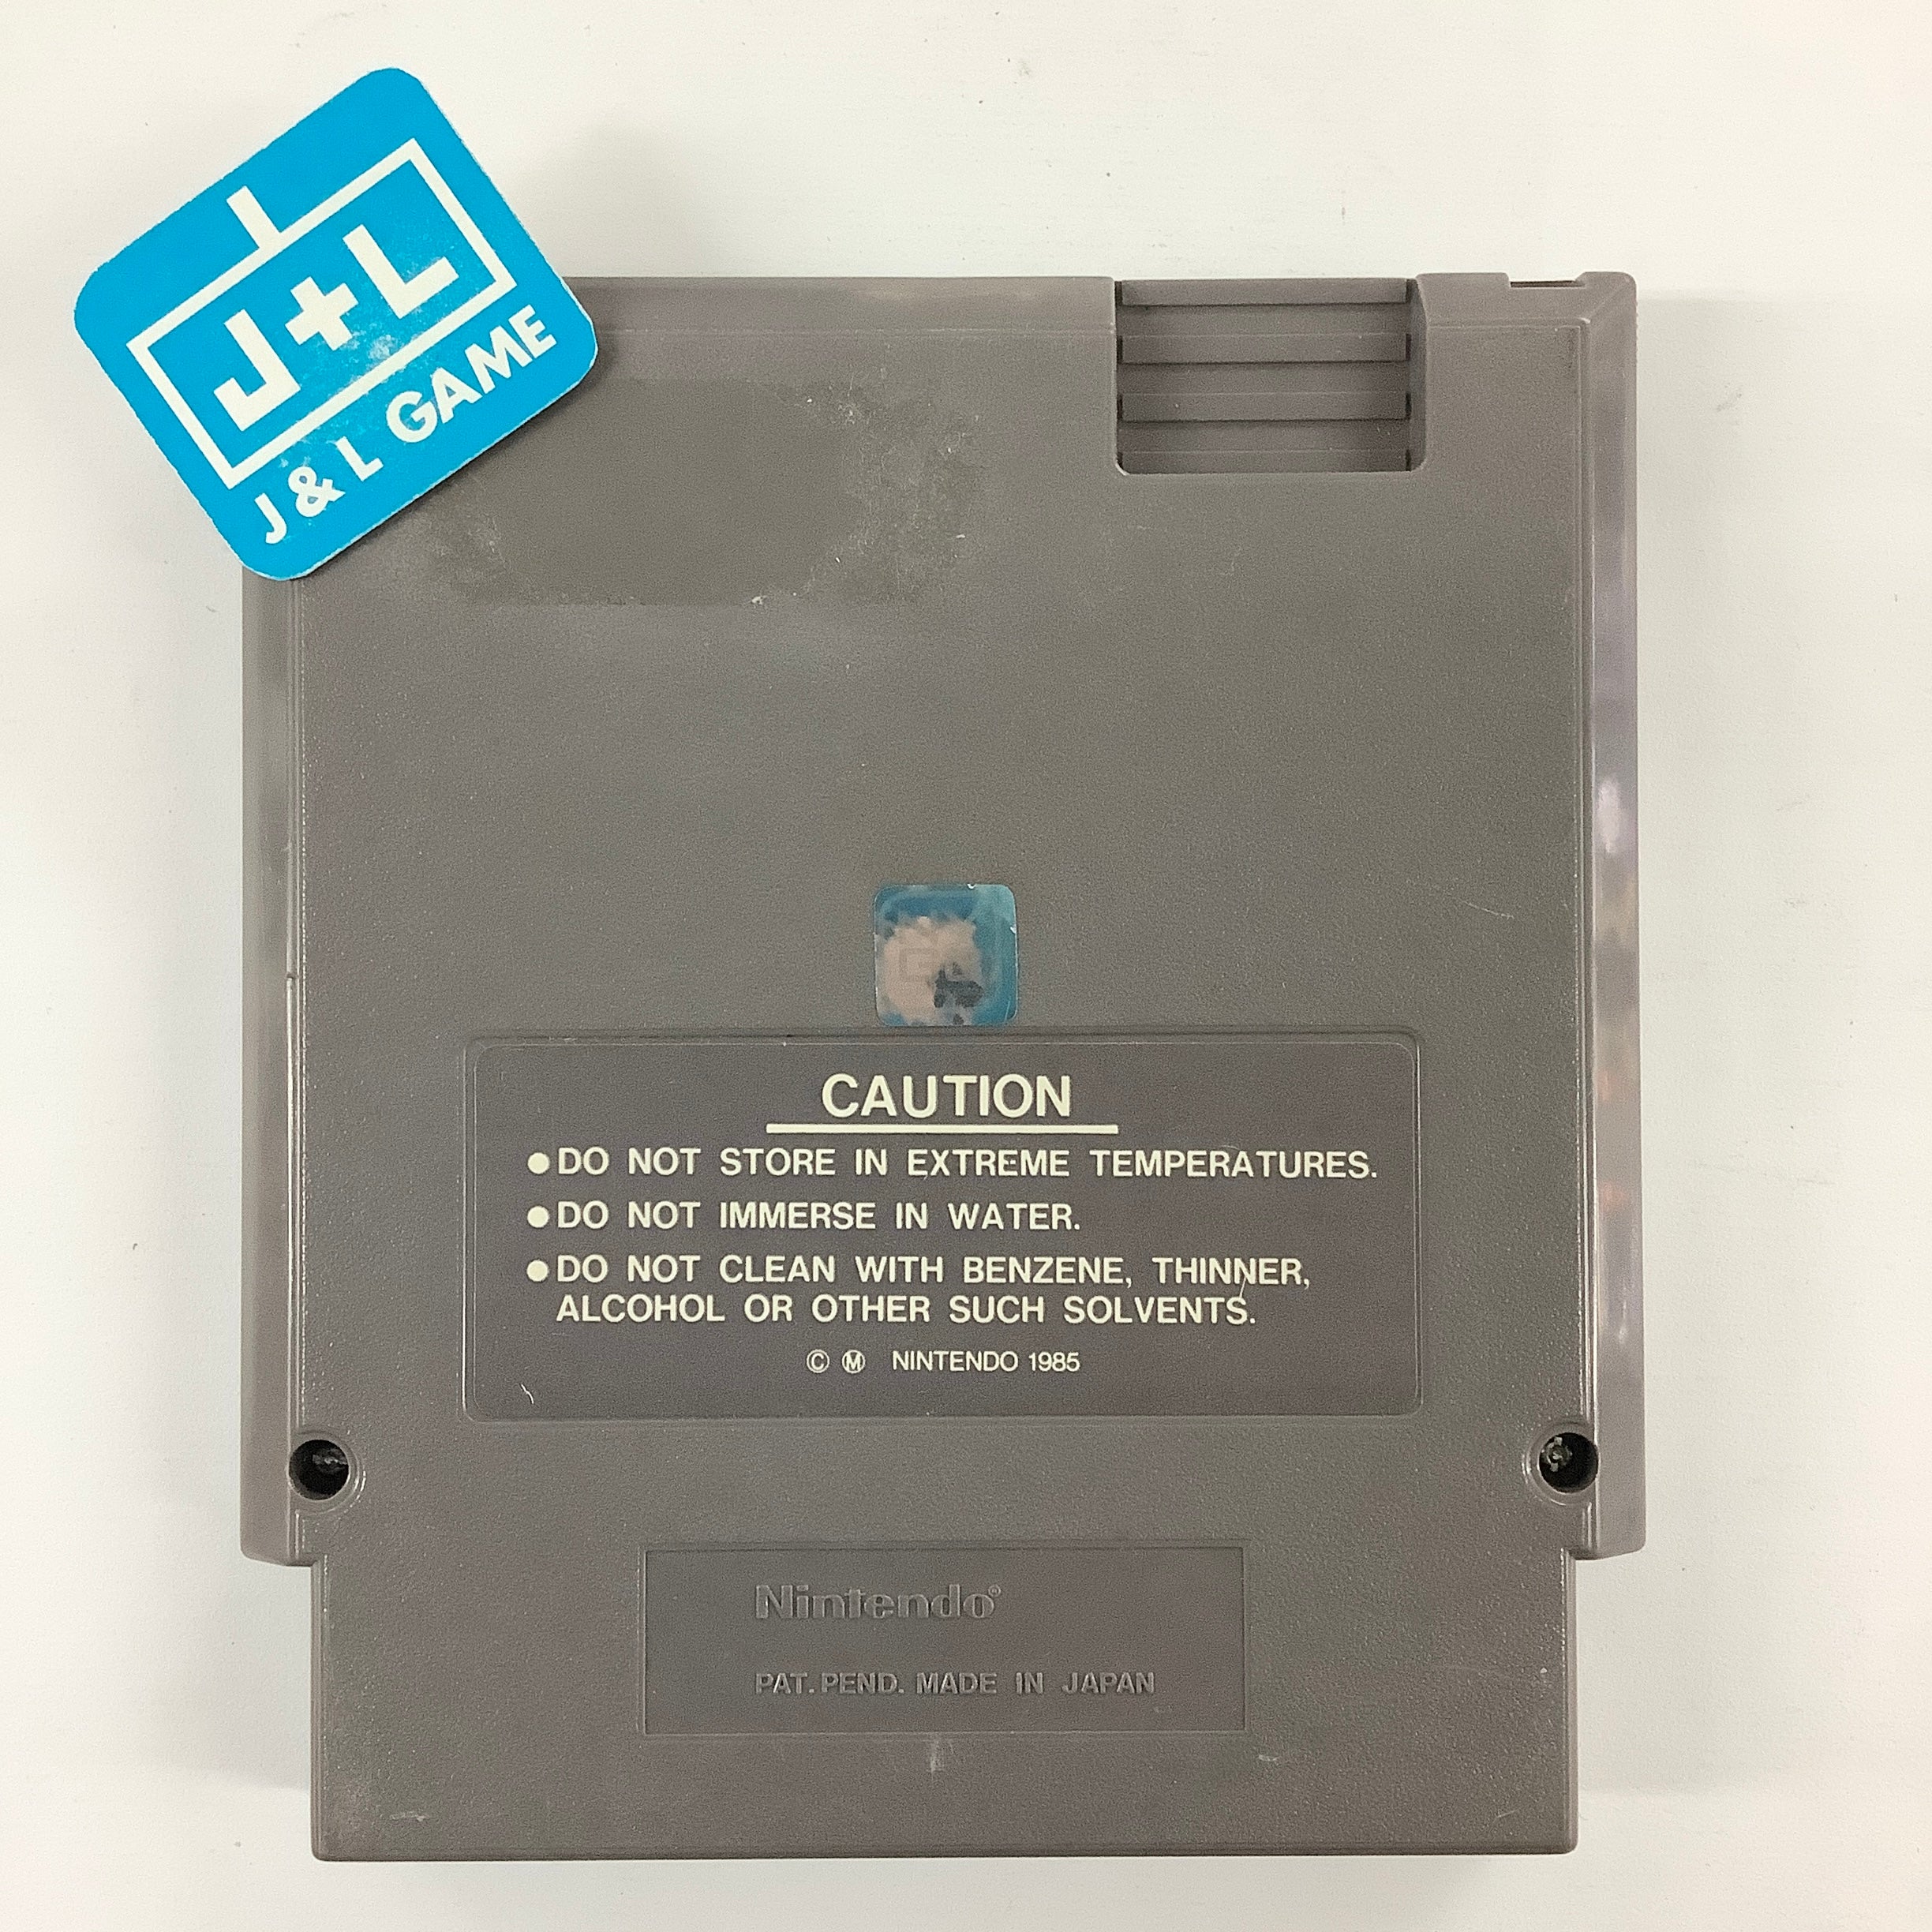 J+L
J & L GAME
CAUTION
●DO NOT STORE IN EXTREME TEMPERATURES.
●DO NOT IMMERSE IN WATER.
●DO NOT CLEAN WITH BENZENE, THINNER,
ALCOHOL OR OTHER SUCH SOLVENTS.
© Ⓜ NINTENDO 1985
Nintendo®
PAT. PEND. MADE IN JAPAN